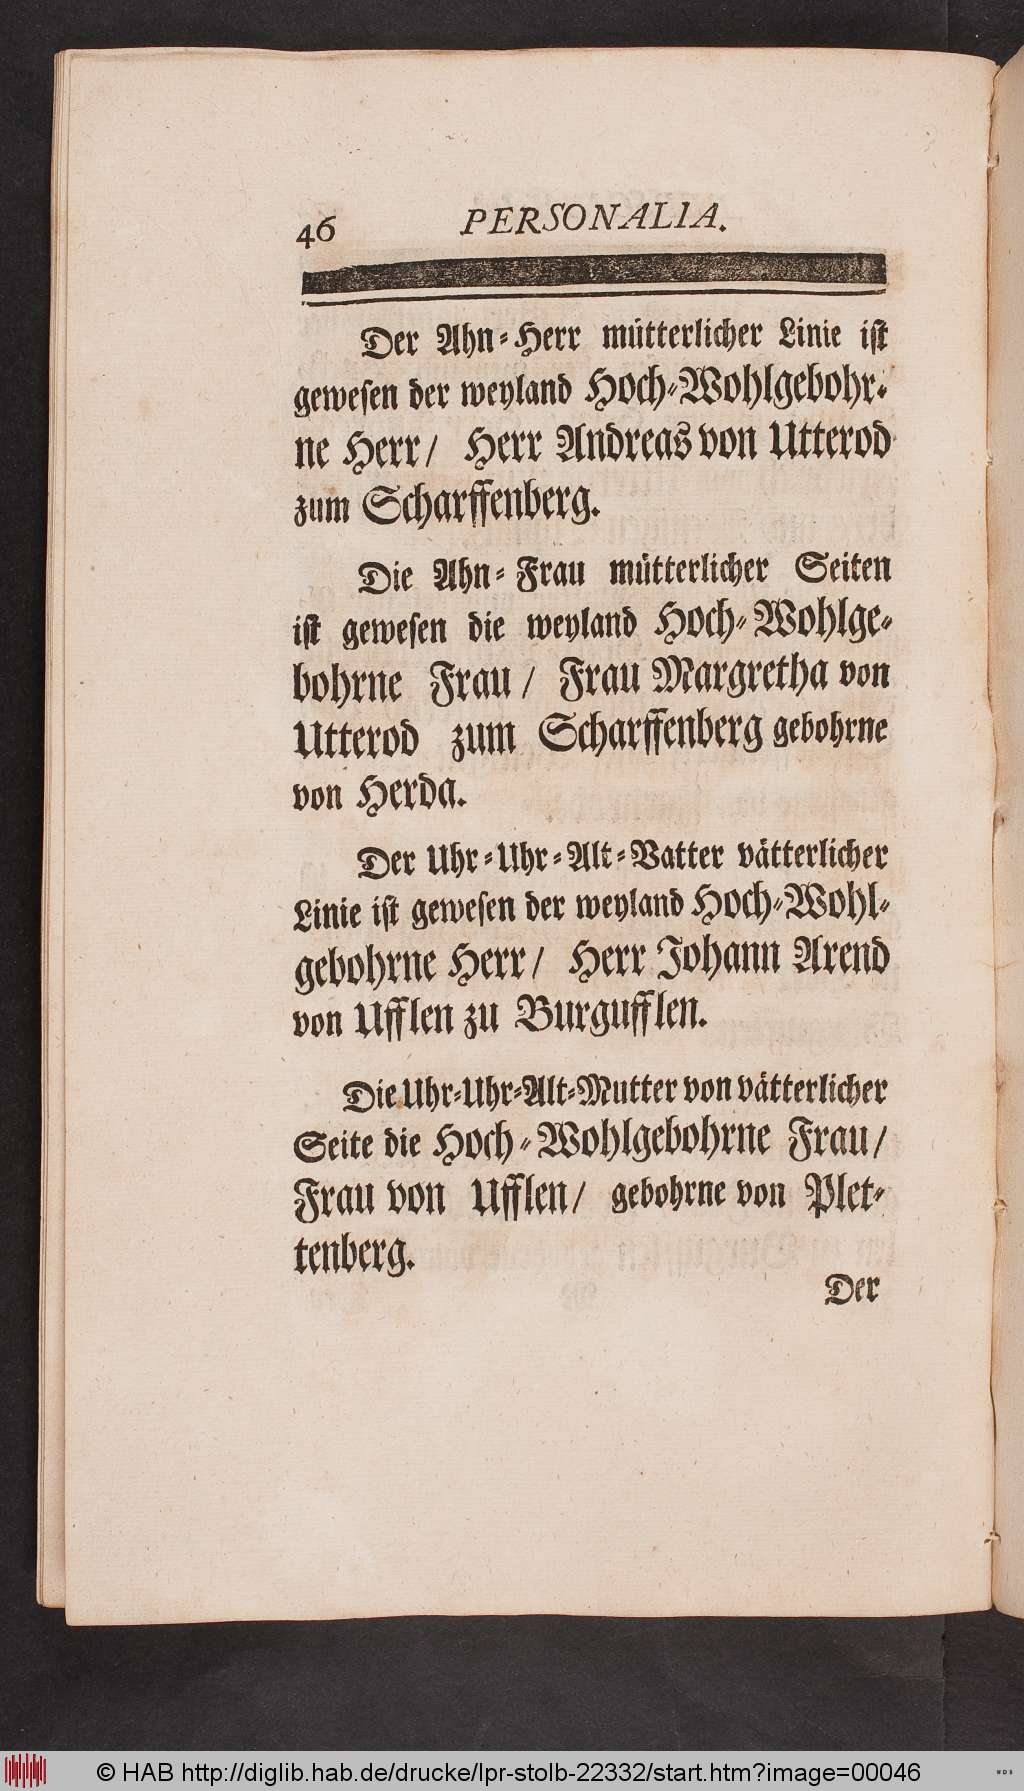 46 PERSONALIA.
Der Ahn-Herr mütterlicher Linie ist
gewesen der weyland Hoch-Wohlgebohr-
ne Herr/ Herr Andreas von Utterod
zum Scharffenberg.
Die Ahn-Frau mütterlicher Seiten
ist gewesen die weyland Hoch-Wohlge-
bohrne Frau/ Frau Margretha von
Utterod zum Scharffenberg gebohrne
von Herda.
Der Uhr-Uhr-Alt-Vatter vätterlicher
Linie ist gewesen der weyland Hoch-Wohl-
gebohrne Herr/ Herr Johann Arend
von Ufflen zu Burgufflen.
Die Uhr-Uhr-Alt-Mutter von vätterlicher
Seite die Hoch-Wohlgebohrne Frau/
Frau von Ufflen/ gebohrne von Plet-
tenberg.
Der
© HAB http://diglib.hab.de/drucke/lpr-stolb-22332/start.htm?image=00046